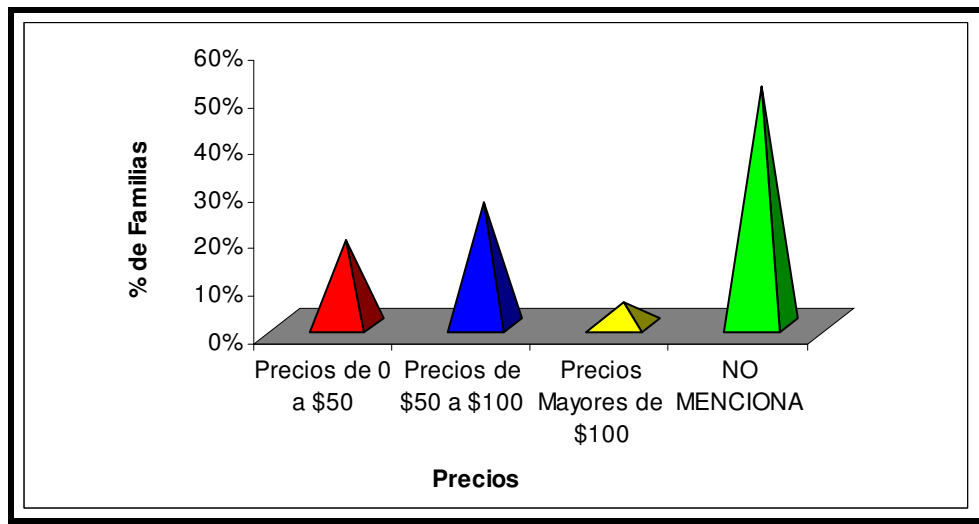 60%
50%
40%
30%
20%
10%
0%
% de Familias
Precios de 0
a $50
Precios de
$50 a $100
Precios
Mayores de
$100
NO
MENCIONA
Precios